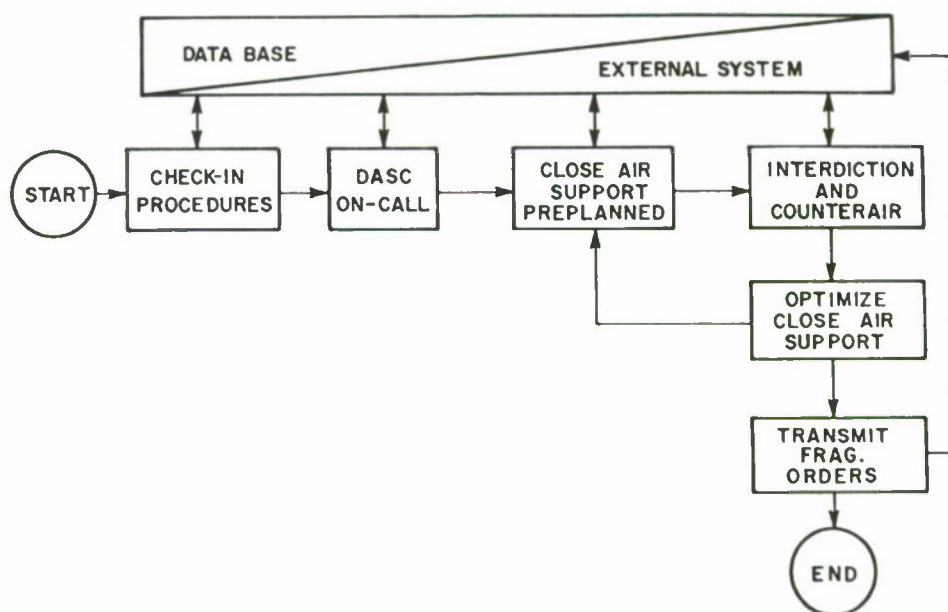 DATA BASE
EXTERNAL SYSTEM
START
CHECK-IN
PROCEDURES
DASC
ON-CALL
CLOSE AIR
SUPPORT
PREPLANNED
INTERDICTION
AND
COUNTERAIR
OPTIMIZE
CLOSE AIR
SUPPORT
TRANSMIT
FRAG.
ORDERS
END